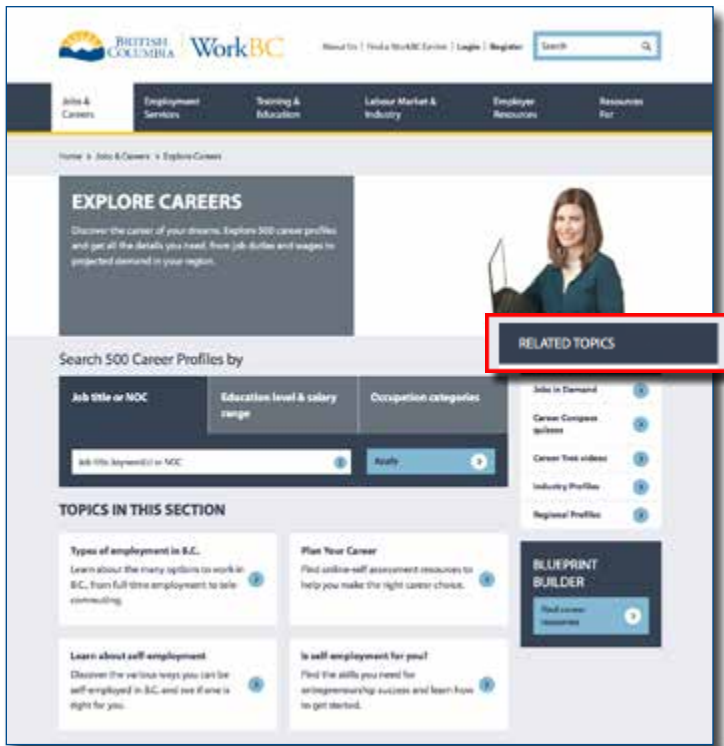 BRITISH
COLUMBIA
WorkBC
About Us | Find a WorkBC Centre | Login | Register
Search
Jobs &
Careers
Employment
Services
Training &
Education
Labour Market &
Industry
Employer
Resources
Resources
For
Home > Jobs & Careers > Explore Careers
EXPLORE CAREERS
Discover the career of your dreams. Explore 500 career profiles
and get all the details you need, from job duties and wages to
projected demand in your region.
RELATED TOPICS
Search 500 Career Profiles by
Job title or NOC
Education level & salary
range
Occupation categories
Job title keyword(s) or NOC
Apply
Jobs in Demand
Career Compass
quizzes
Career Trek videos
Industry Profiles
Regional Profiles
TOPICS IN THIS SECTION
Types of employment in B.C.
Learn about the many options to work in
B.C., from full-time employment to tele
commuting.
Plan Your Career
Find online-self assessment resources to
help you make the right career choice.
BLUEPRINT
BUILDER
Find career
resources
Learn about self-employment
Discover the various ways you can be
self-employed in B.C. and see if one is
right for you.
Is self-employment for you?
Find the skills you need for
entrepreneurship success and learn how
to get started.